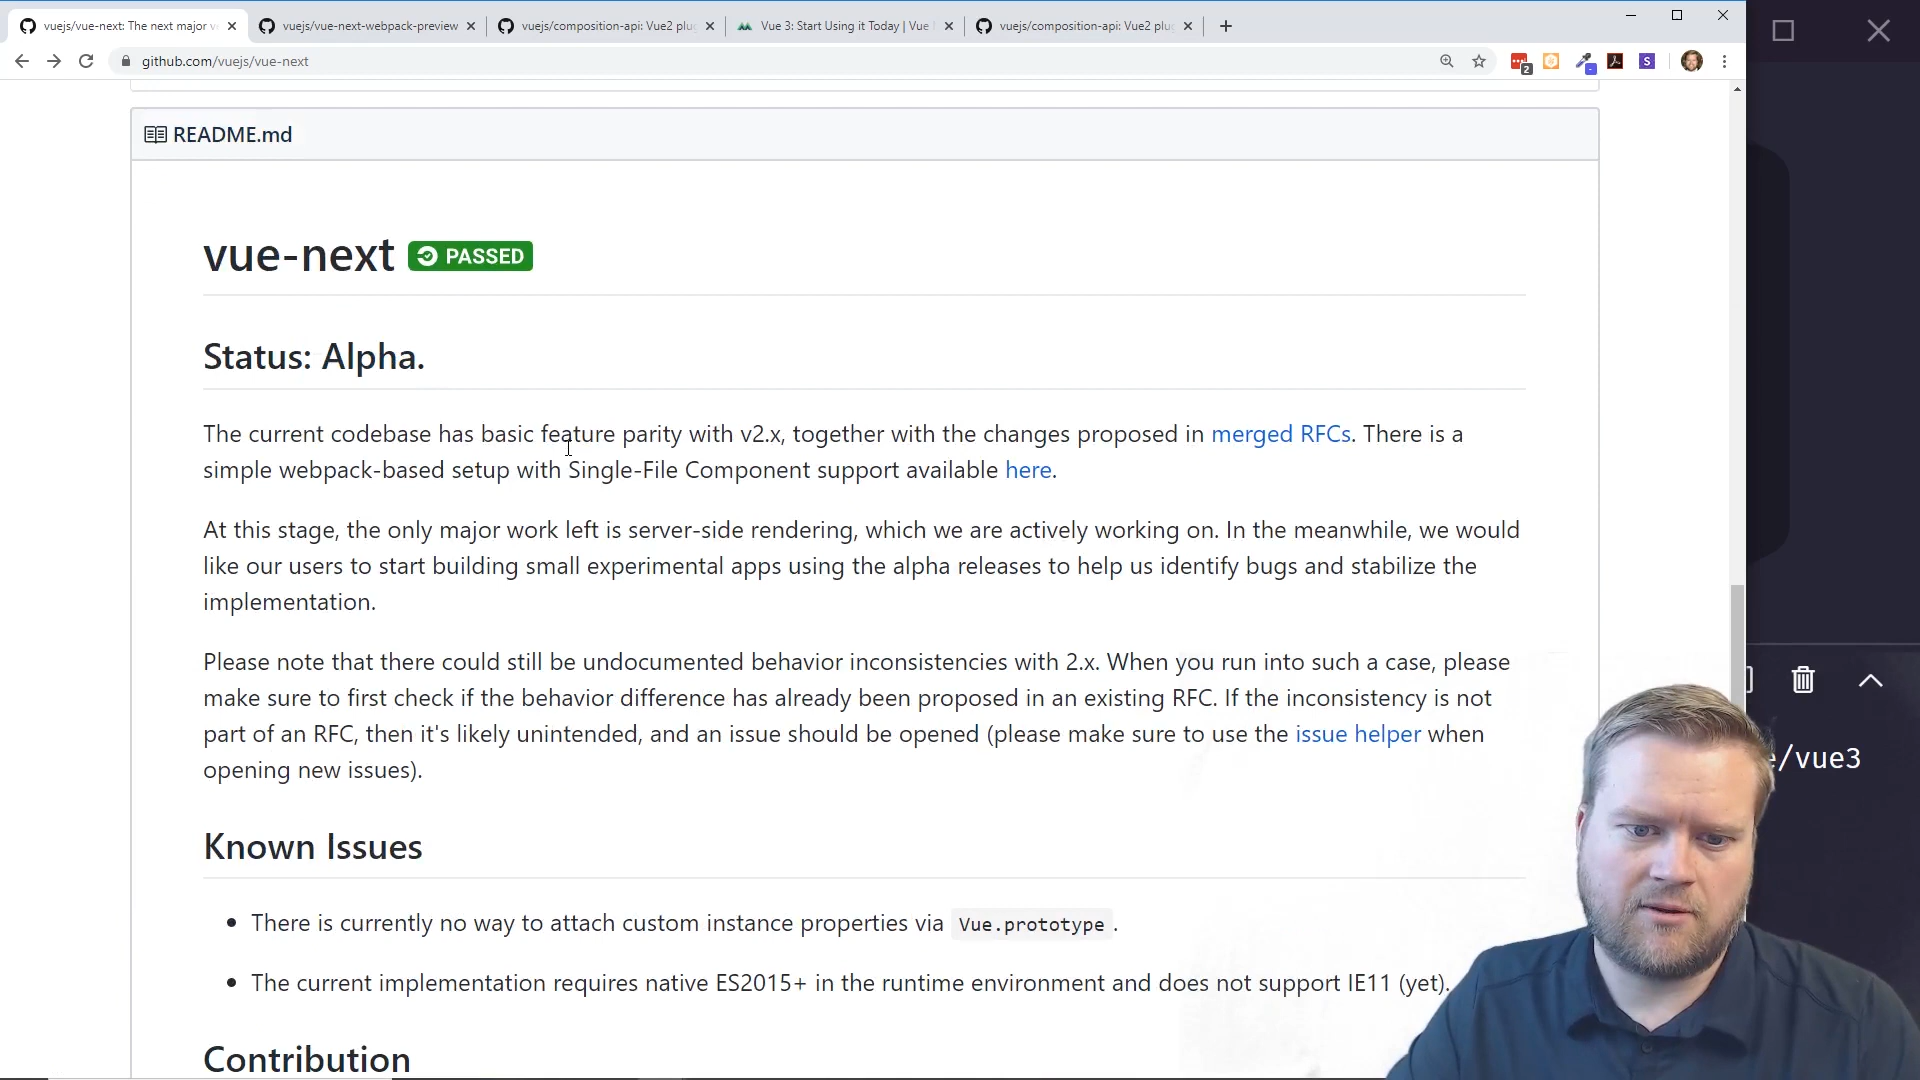 vuejs/vue-next: The next major v
vuejs/vue-next-webpack-preview
vuejs/composition-api: Vue2 plu
Vue 3: Start Using it Today | Vue
vuejs/composition-api: Vue2 plug
github.com/vuejs/vue-next
2
S
README.md
vue-next PASSED
Status: Alpha.
The current codebase has basic feature parity with v2.x, together with the changes proposed in merged RFCs. There is a
simple webpack-based setup with Single-File Component support available here.
At this stage, the only major work left is server-side rendering, which we are actively working on. In the meanwhile, we would
like our users to start building small experimental apps using the alpha releases to help us identify bugs and stabilize the
implementation.
Please note that there could still be undocumented behavior inconsistencies with 2.x. When you run into such a case, please
make sure to first check if the behavior difference has already been proposed in an existing RFC. If the inconsistency is not
part of an RFC, then it's likely unintended, and an issue should be opened (please make sure to use the issue helper when
opening new issues).
e/vue3
Known Issues
• There is currently no way to attach custom instance properties via Vue.prototype.
• The current implementation requires native ES2015+ in the runtime environment and does not support IE11 (yet).
Contribution